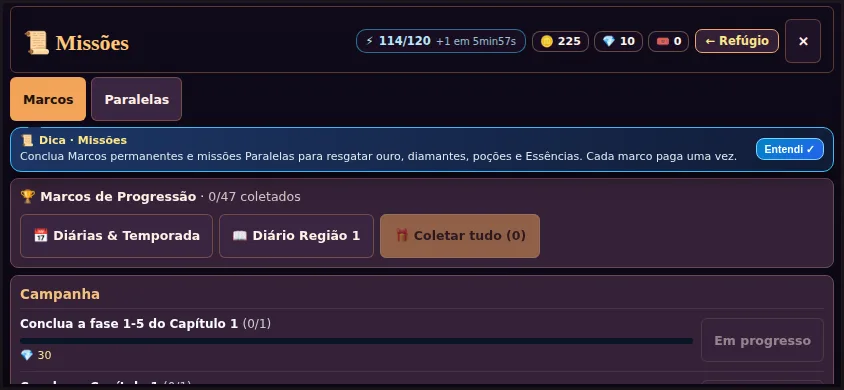 📜 Missões
⚡ 114/120 +1 em 5min57s 🪙 225 💎 10 🎟️ 0 ← Refúgio ✕
Marcos Paralelas
📜 Dica · Missões
Conclua Marcos permanentes e missões Paralelas para resgatar ouro, diamantes, poções e Essências. Cada marco paga uma vez.
Entendi ✓
🏆 Marcos de Progressão · 0/47 coletados
📅 Diárias & Temporada 📖 Diário Região 1 🎁 Coletar tudo (0)
Campanha
Conclua a fase 1-5 do Capítulo 1 (0/1)
💎 30
Em progresso